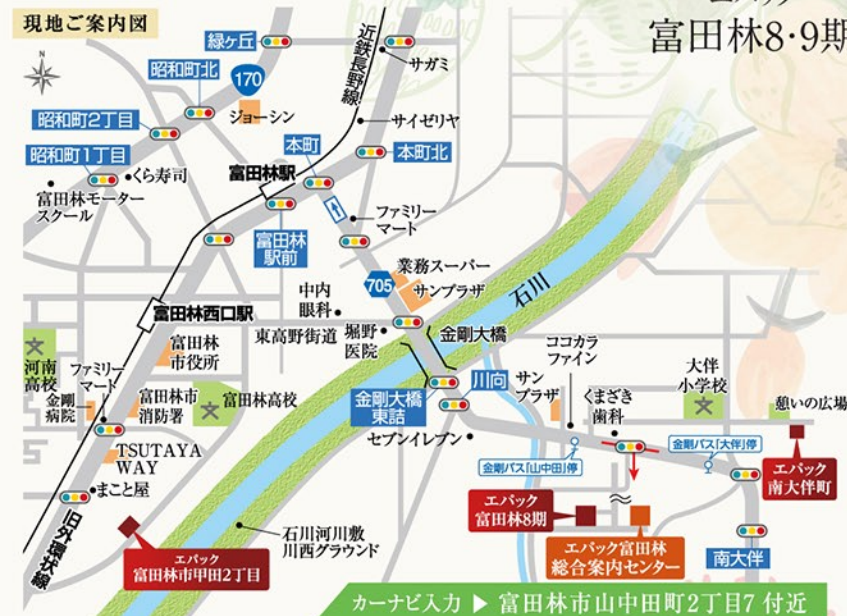 現地ご案内図
富田林8・9期
N
緑ヶ丘
近鉄長野線
サガミ
昭和町北
170
ジョーシン
昭和町2丁目
サイゼリヤ
昭和町1丁目
本町
本町北
くら寿司
富田林駅
富田林モーター
スクール
ファミリー
マート
富田林
駅前
705
業務スーパー
サンプラザ
石川
中内
眼科
富田林西口駅
東高野街道
堀野
医院
金剛大橋
ココカラ
ファイン
富田林
市役所
河南
高校
ファミリー
マート
金剛
病院
富田林市
消防署
富田林高校
金剛大橋
東詰
川向
サン
プラザ
くまざき
歯科
大伴
小学校
憩いの広場
セブンイレブン
金剛バス「山中田」停
金剛バス「大伴」停
TSUTAYA
WAY
まこと屋
エバック
南大伴町
エバック
富田林8期
旧外環状線
石川河川敷
川西グラウンド
エバック富田林
総合案内センター
南大伴
エバック
富田林市甲田2丁目
カーナビ入力 ▶ 富田林市山中田町2丁目7 付近